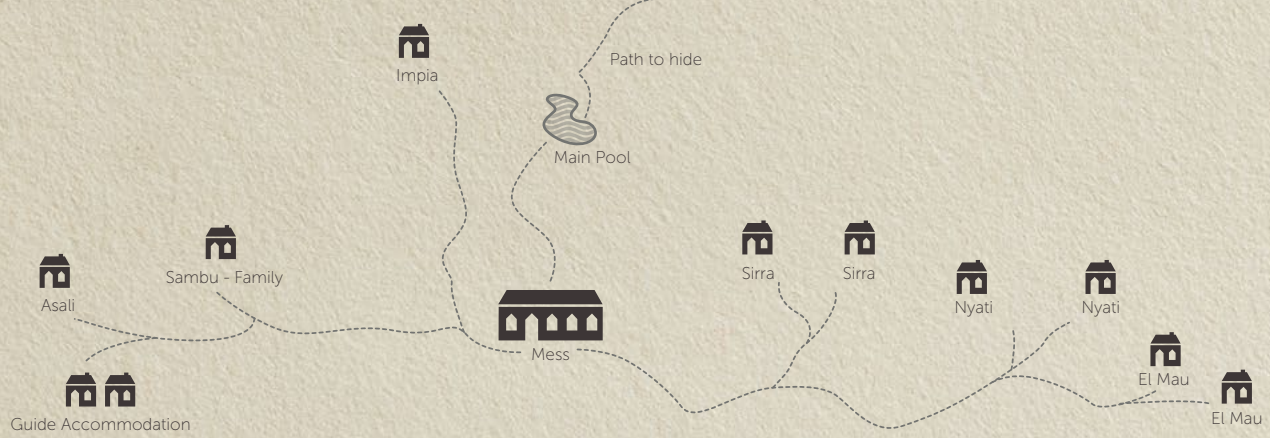 Path to hide
Impia
Main Pool
Sirra
Sirra
Sambu - Family
Asali
Nyati
Nyati
Mess
El Mau
El Mau
Guide Accommodation